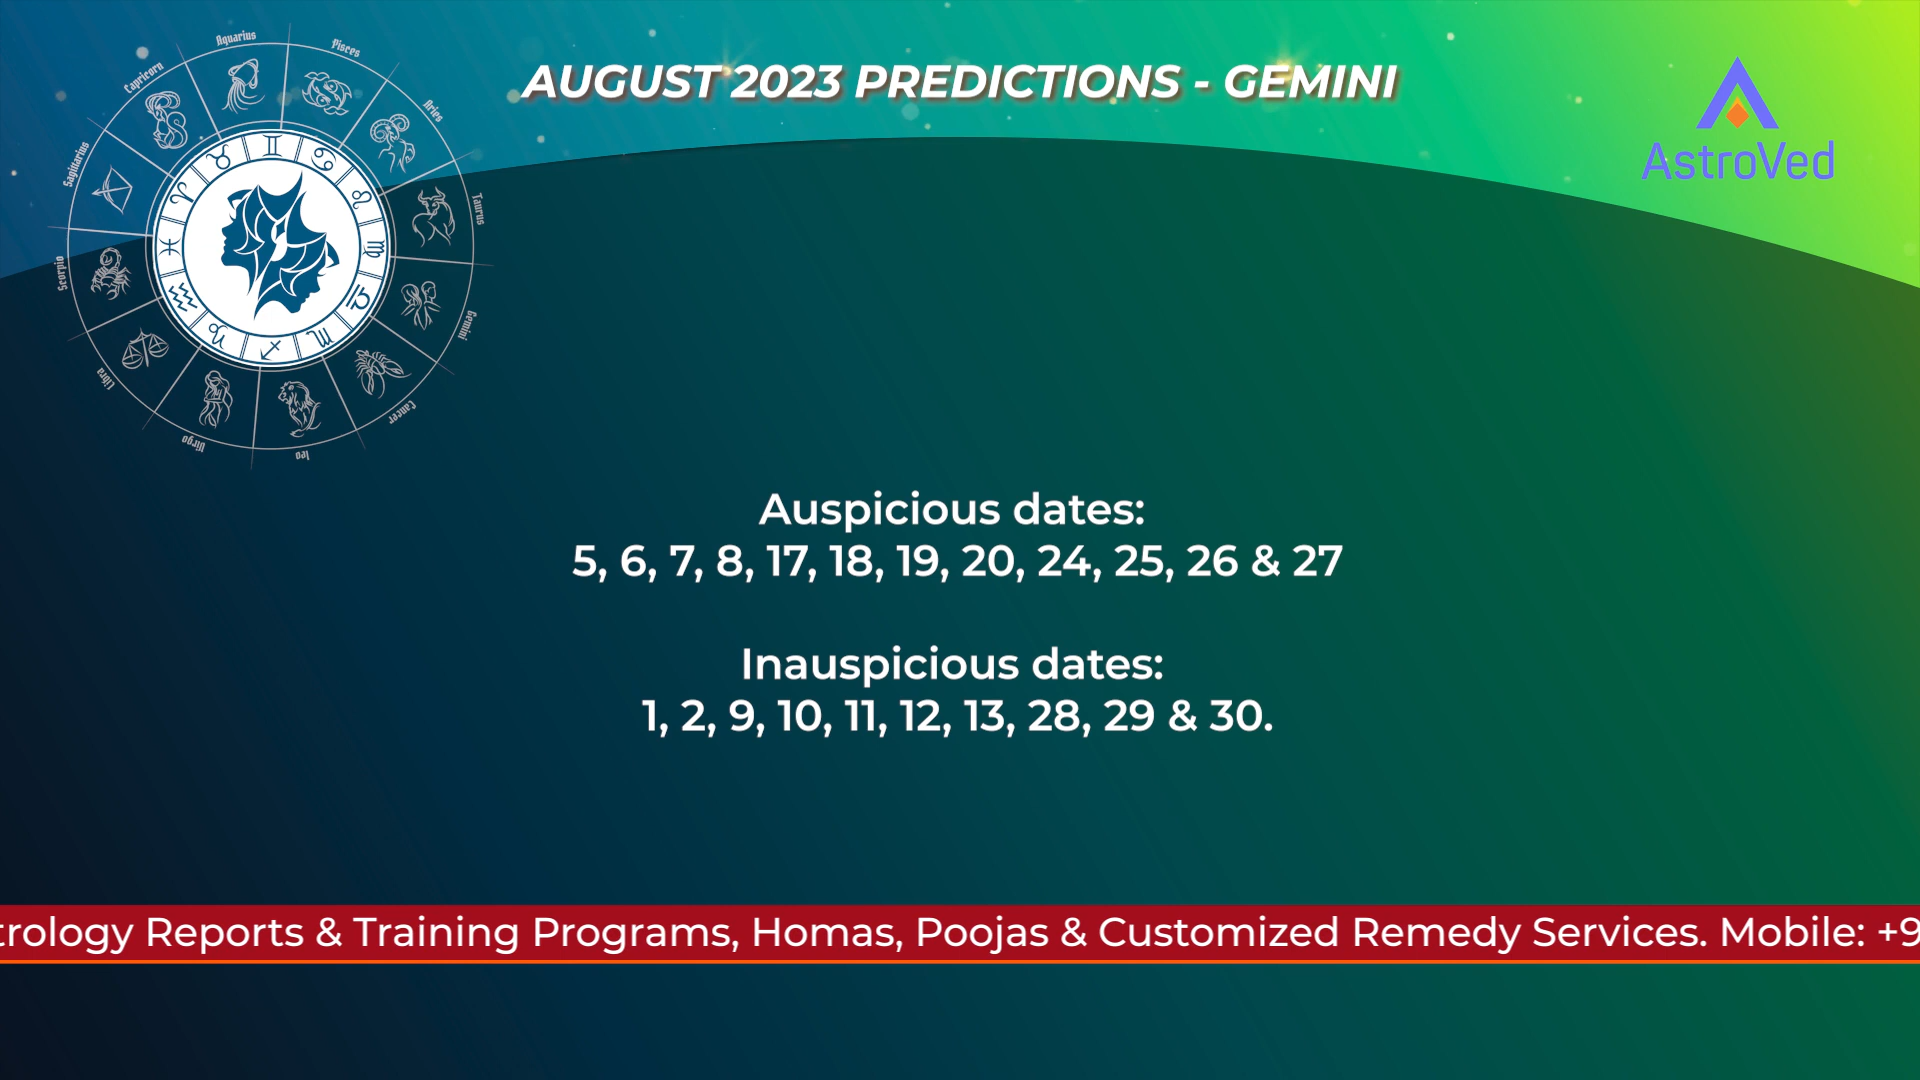 AUGUST 2023 PREDICTIONS - GEMINI
AstroVed
Aquarius
Pisces
Aries
Taurus
Gemini
Cancer
Leo
Virgo
Libra
Scorpio
Sagittarius
Capricorn
Auspicious dates:
5, 6, 7, 8, 17, 18, 19, 20, 24, 25, 26 & 27
Inauspicious dates:
1, 2, 9, 10, 11, 12, 13, 28, 29 & 30.
trology Reports & Training Programs, Homas, Poojas & Customized Remedy Services. Mobile: +9